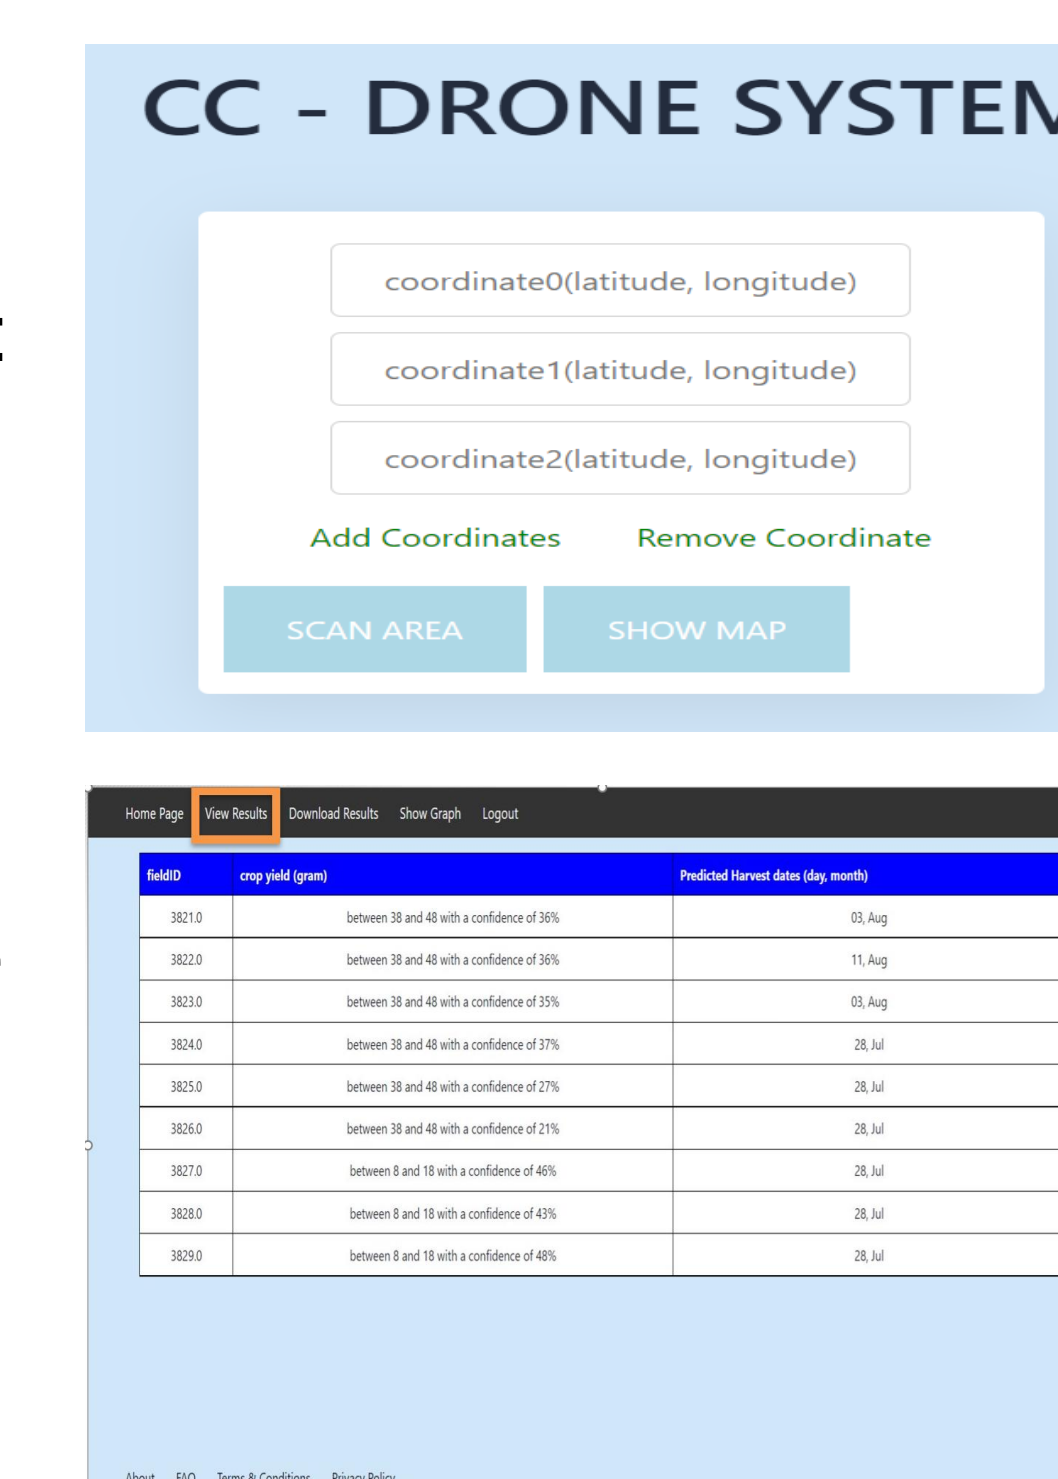 CC - DRONE SYSTEM
coordinate0(latitude, longitude)
coordinate1(latitude, longitude)
coordinate2(latitude, longitude)
Add Coordinates Remove Coordinate
SCAN AREA SHOW MAP
Home Page View Results Download Results Show Graph Logout
fieldID crop yield (gram) Predicted Harvest dates (day, month)
3821.0 between 38 and 48 with a confidence of 36% 03, Aug
3822.0 between 38 and 48 with a confidence of 36% 11, Aug
3823.0 between 38 and 48 with a confidence of 35% 03, Aug
3824.0 between 38 and 48 with a confidence of 37% 28, Jul
3825.0 between 38 and 48 with a confidence of 27% 28, Jul
3826.0 between 38 and 48 with a confidence of 21% 28, Jul
3827.0 between 8 and 18 with a confidence of 46% 28, Jul
3828.0 between 8 and 18 with a confidence of 43% 28, Jul
3829.0 between 8 and 18 with a confidence of 48% 28, Jul
About FAQ Terms & Conditions Privacy Policy